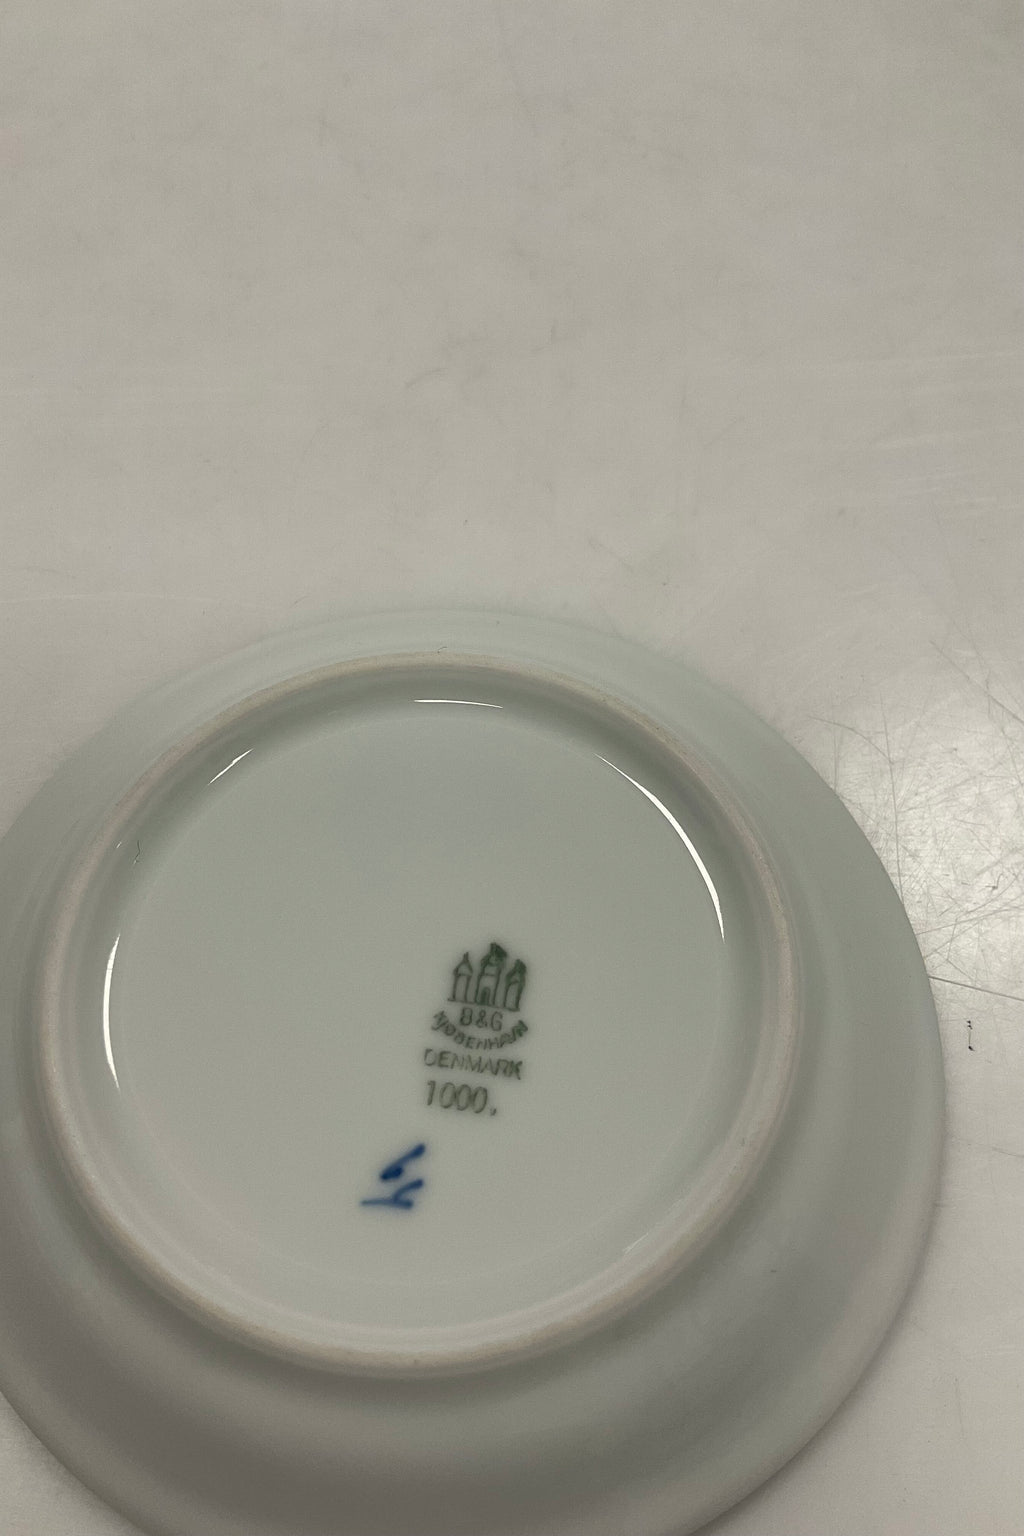 B&G
KJØBENHAVN
DENMARK
1000.